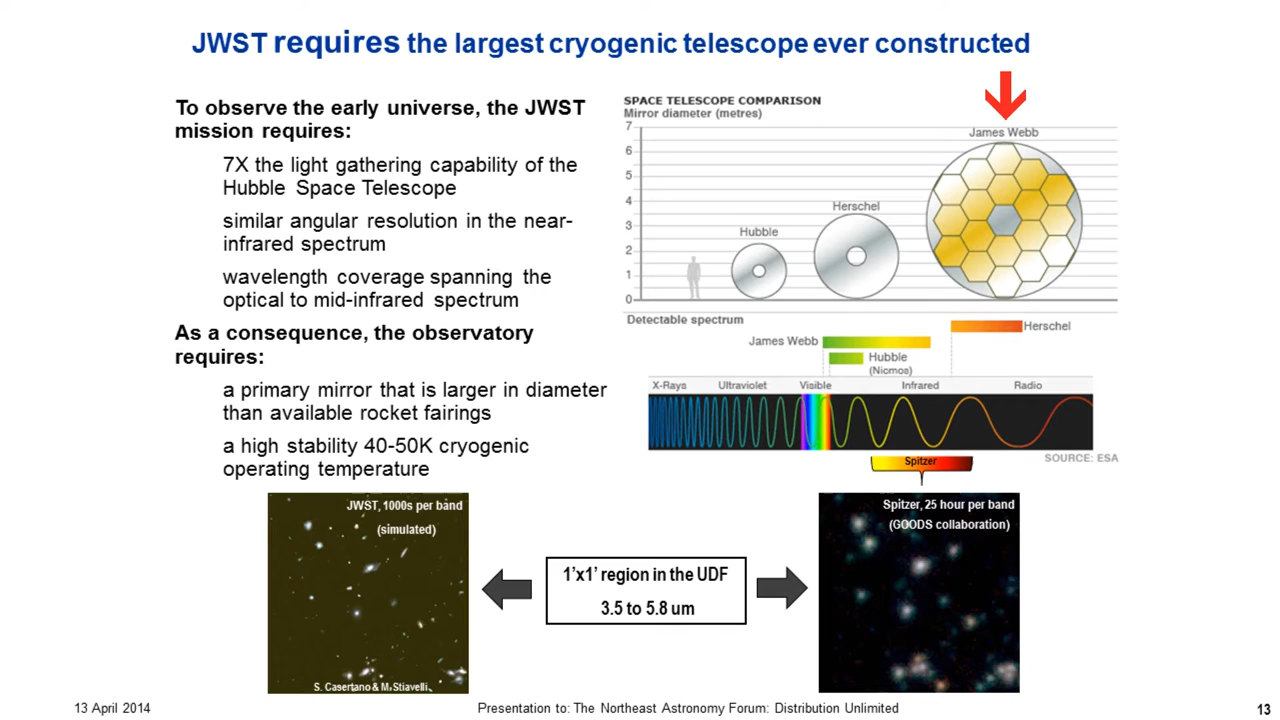 JWST requires the largest cryogenic telescope ever constructed
To observe the early universe, the JWST
mission requires:
7X the light gathering capability of the
Hubble Space Telescope
similar angular resolution in the near-
infrared spectrum
wavelength coverage spanning the
optical to mid-infrared spectrum
As a consequence, the observatory
requires:
a primary mirror that is larger in diameter
than available rocket fairings
a high stability 40-50K cryogenic
operating temperature
SPACE TELESCOPE COMPARISON
Mirror diameter (metres)
7
6
5
4
3
2
1
0
Hubble
Herschel
James Webb
Detectable spectrum
Herschel
James Webb
Hubble
(Nicmos)
X-Rays Ultraviolet Visible Infrared Radio
SOURCE: ESA
Spitzer
JWST, 1000s per band
(simulated)
S. Casertano & M. Stiavelli
1’x1’ region in the UDF
3.5 to 5.8 um
Spitzer, 25 hour per band
(GOODS collaboration)
13 April 2014
Presentation to: The Northeast Astronomy Forum: Distribution Unlimited
13